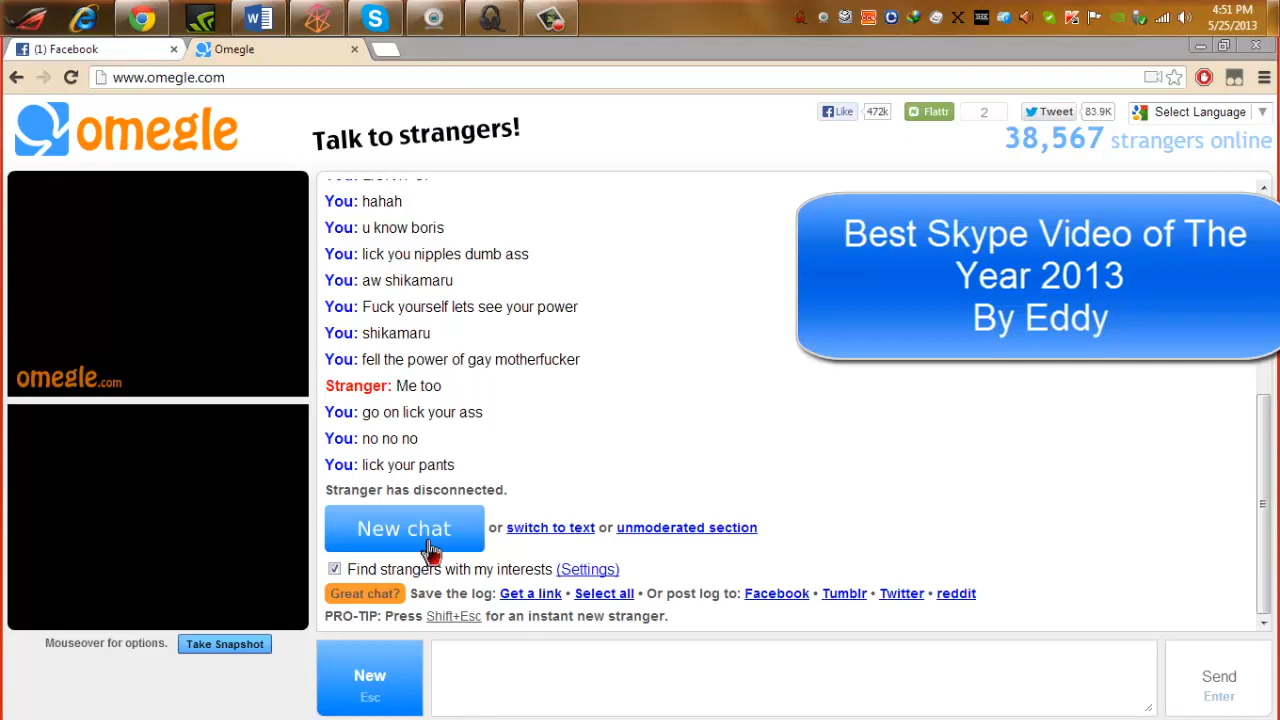 4:51 PM
5/25/2013
(1) Facebook
Omegle
www.omegle.com
omegle
Talk to strangers!
Like 472k
Flattr 2
Tweet 83.9K
Select Language
38,567 strangers online
You: hahah
You: u know boris
You: lick you nipples dumb ass
You: aw shikamaru
You: Fuck yourself lets see your power
You: shikamaru
You: fell the power of gay motherfucker
Stranger: Me too
You: go on lick your ass
You: no no no
You: lick your pants
Stranger has disconnected.
New chat or switch to text or unmoderated section
Find strangers with my interests (Settings)
Great chat? Save the log: Get a link • Select all • Or post log to: Facebook • Tumblr • Twitter • reddit
PRO-TIP: Press Shift+Esc for an instant new stranger.
Best Skype Video of The
Year 2013
By Eddy
omegle.com
Mouseover for options. Take Snapshot
New
Esc
Send
Enter